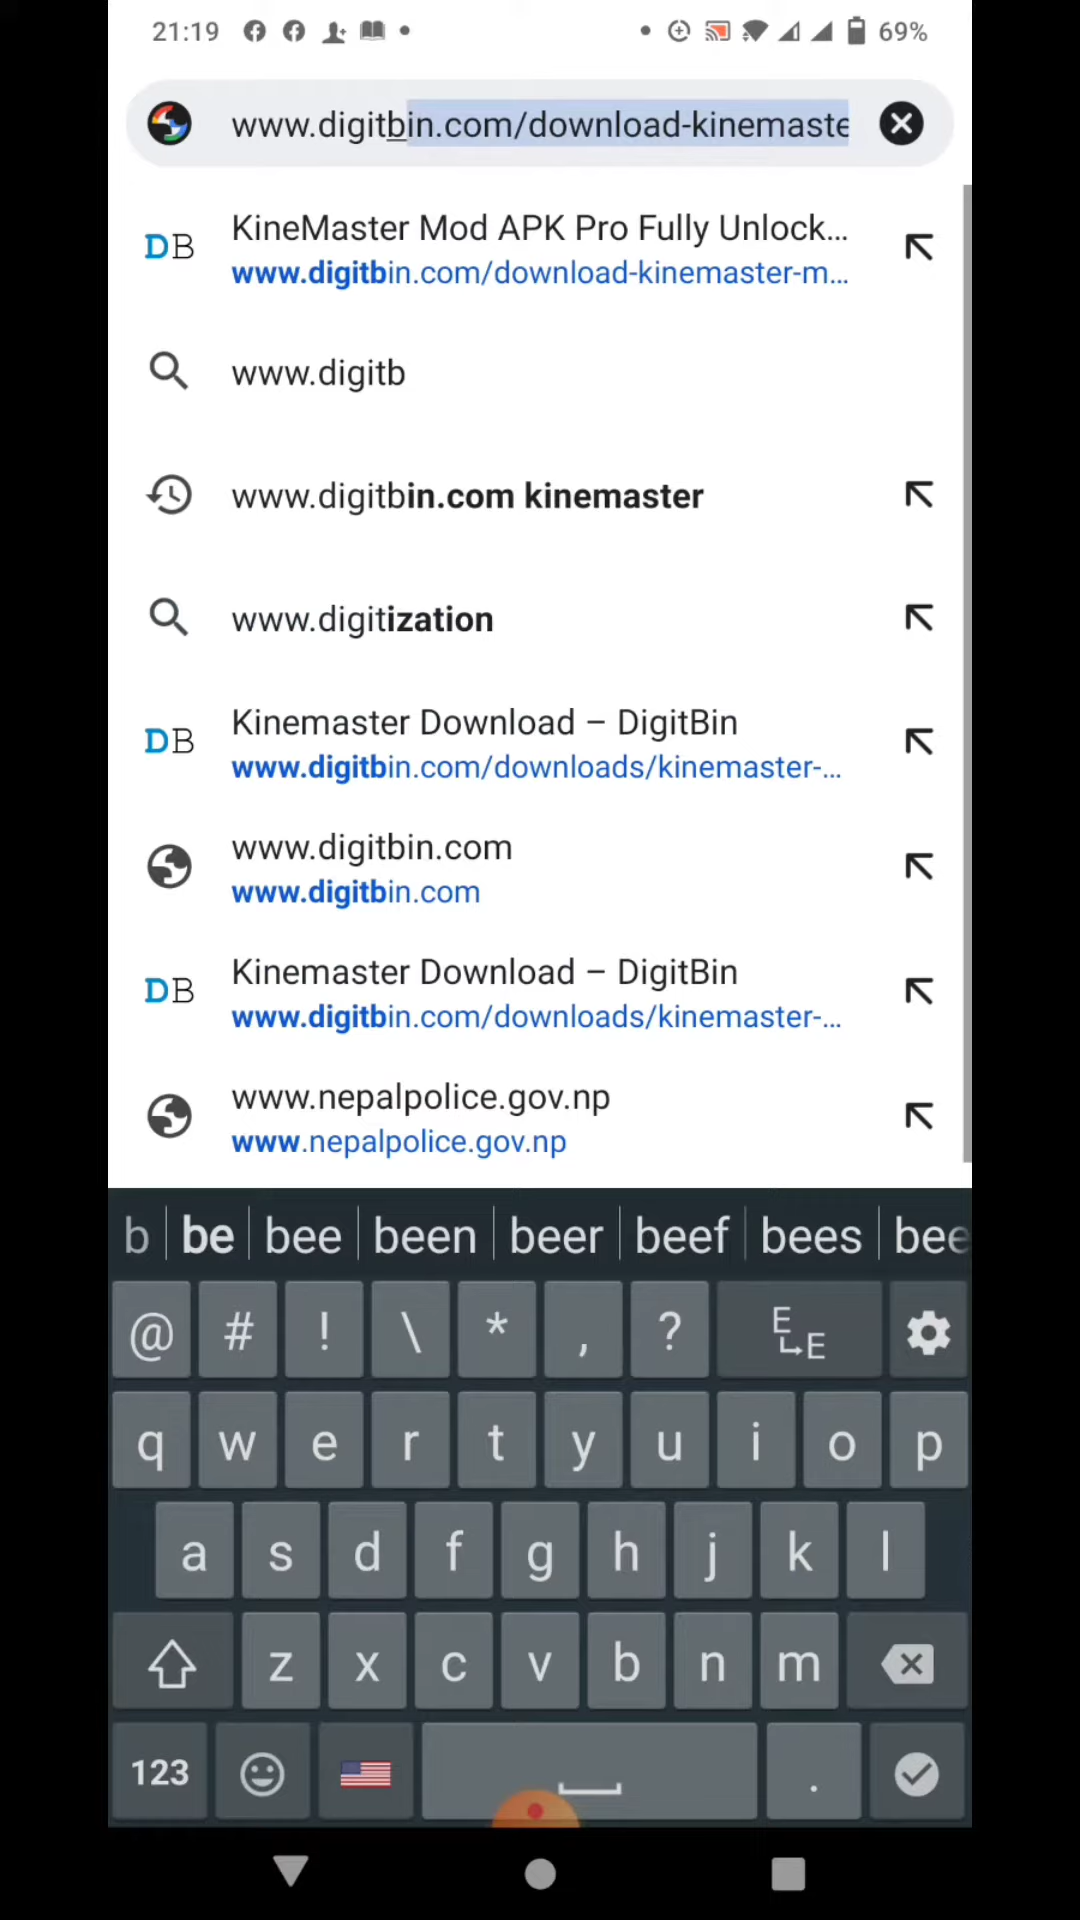 21:19
69%
www.digitbin.com/download-kinemaste
DB
KineMaster Mod APK Pro Fully Unlock...
www.digitbin.com/download-kinemaster-m...
www.digitb
www.digitbin.com kinemaster
www.digitization
DB
Kinemaster Download – DigitBin
www.digitbin.com/downloads/kinemaster-...
www.digitbin.com
www.digitbin.com
DB
Kinemaster Download – DigitBin
www.digitbin.com/downloads/kinemaster-...
www.nepalpolice.gov.np
www.nepalpolice.gov.np
b be bee been beer beef bees bee
@ # ! \ * , ? E E
q w e r t y u i o p
a s d f g h j k l
z x c v b n m
123 .